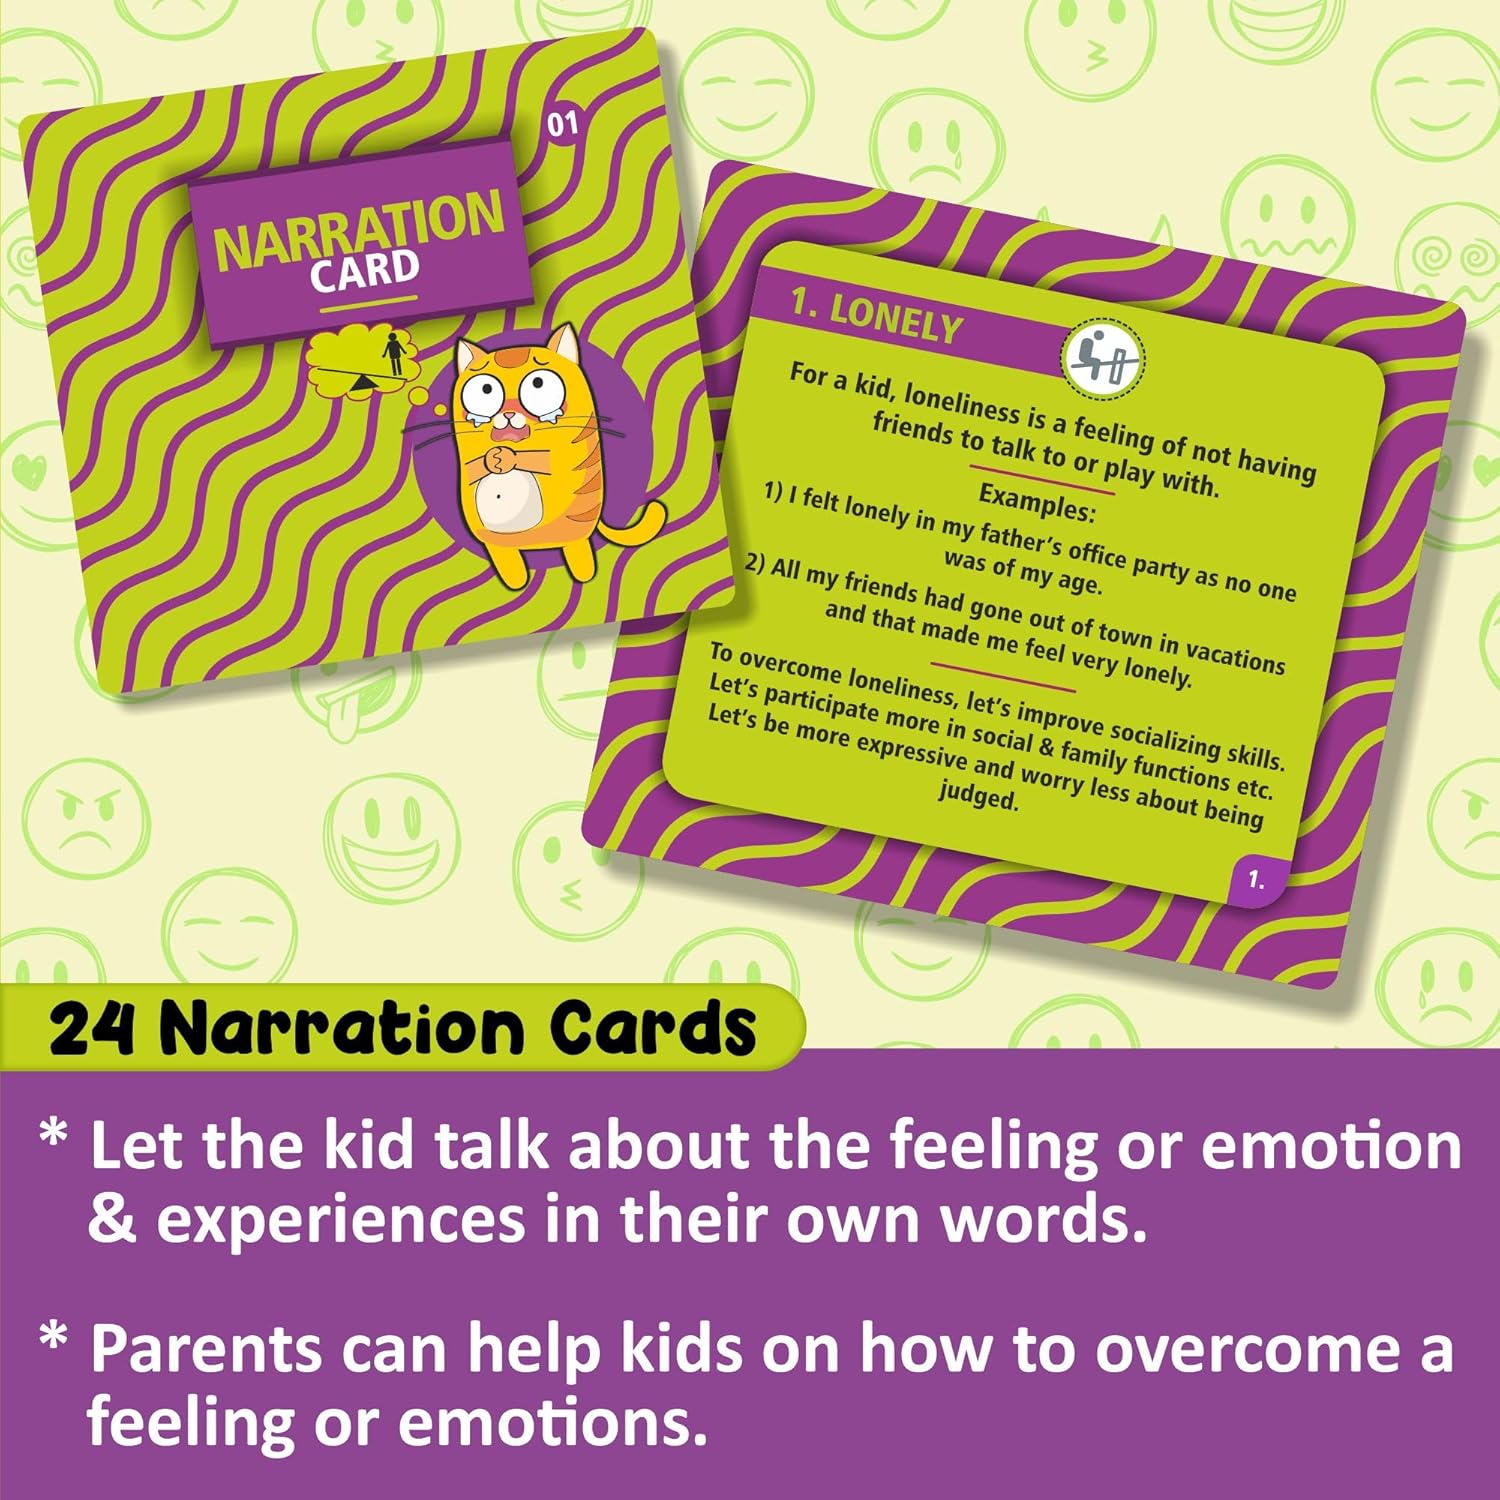 01
NARRATION
CARD
1. LONELY
For a kid, loneliness is a feeling of not having
friends to talk to or play with.
Examples:
1) I felt lonely in my father's office party as no one
was of my age.
2) All my friends had gone out of town in vacations
and that made me feel very lonely.
To overcome loneliness, let's improve socializing skills.
Let's participate more in social & family functions etc.
Let's be more expressive and worry less about being
judged.
1.
24 Narration Cards
* Let the kid talk about the feeling or emotion
& experiences in their own words.
* Parents can help kids on how to overcome a
feeling or emotions.